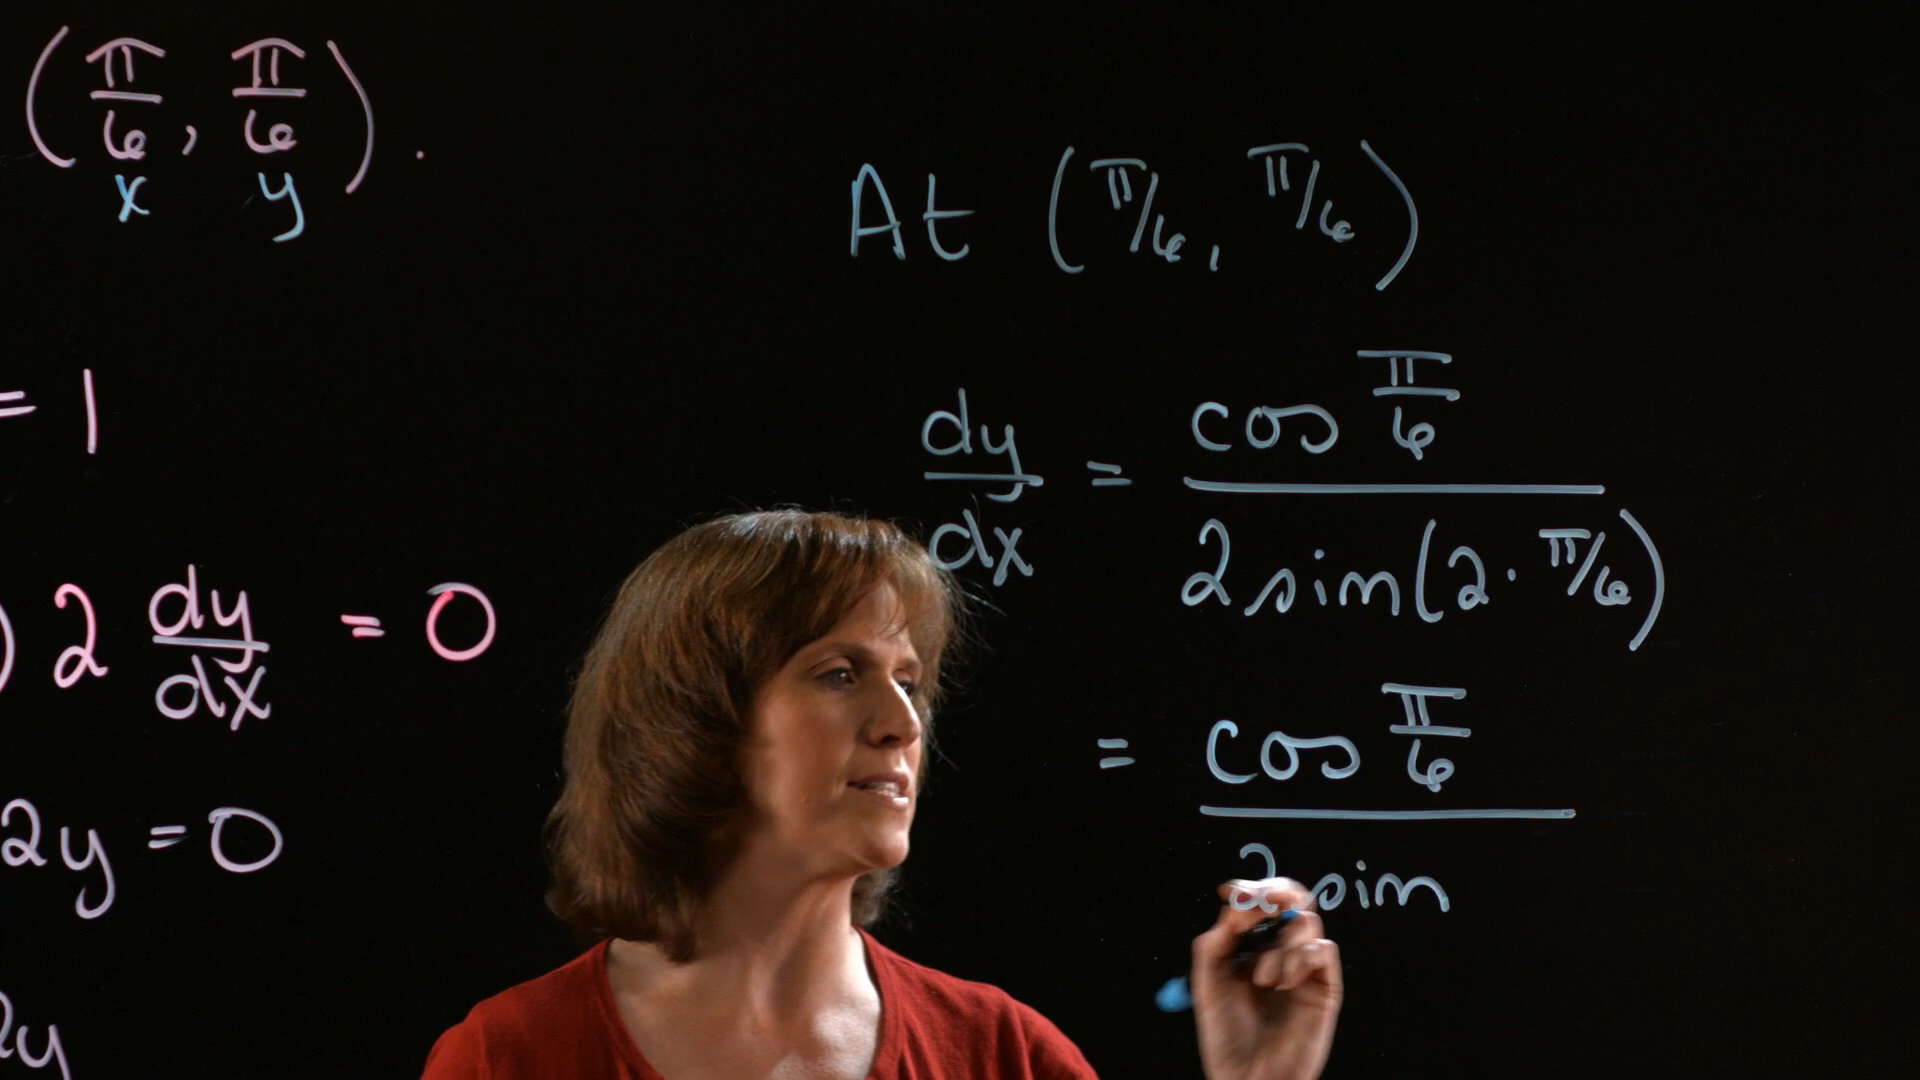 (π/6, π/6).
x y
= 1
) 2 dy/dx = 0
2y = 0
2y
At (π/6, π/6)
dy/dx = cos π/6 / 2 sin(2 · π/6)
= cos π/6 / 2 sin